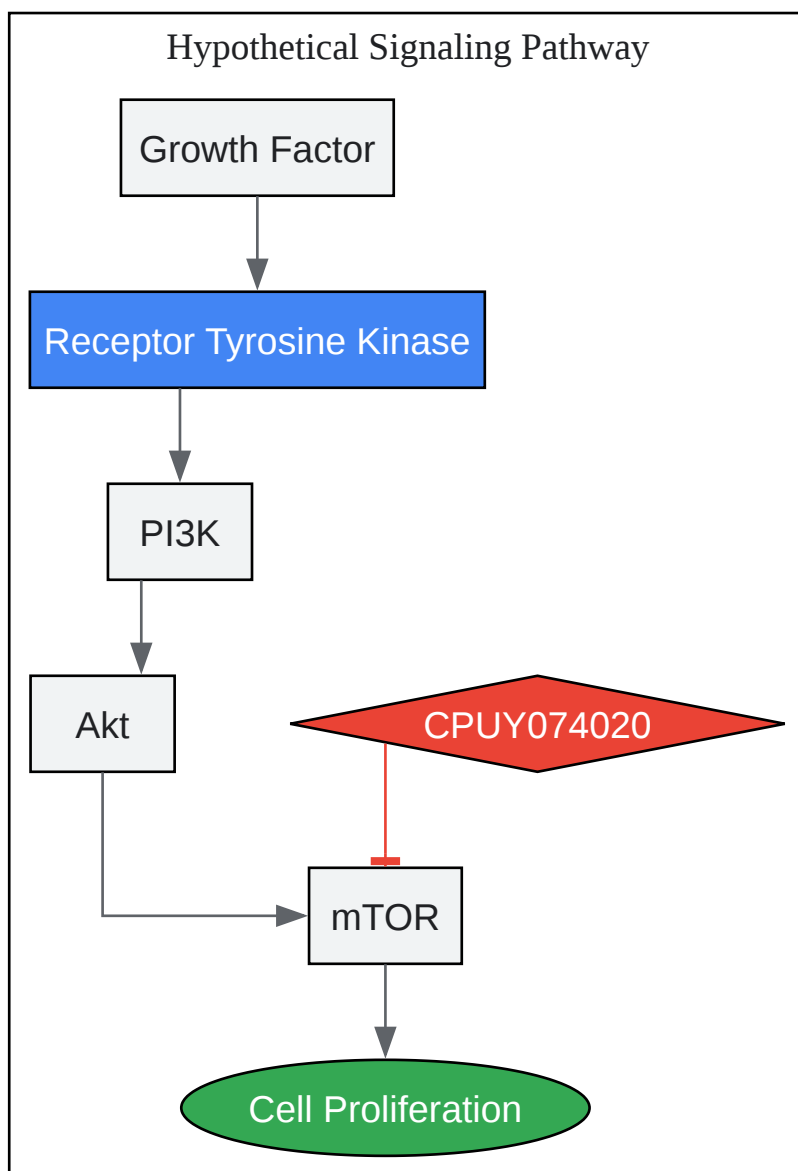 Hypothetical Signaling Pathway
Growth Factor
Receptor Tyrosine Kinase
PI3K
Akt
CPUY074020
mTOR
Cell Proliferation